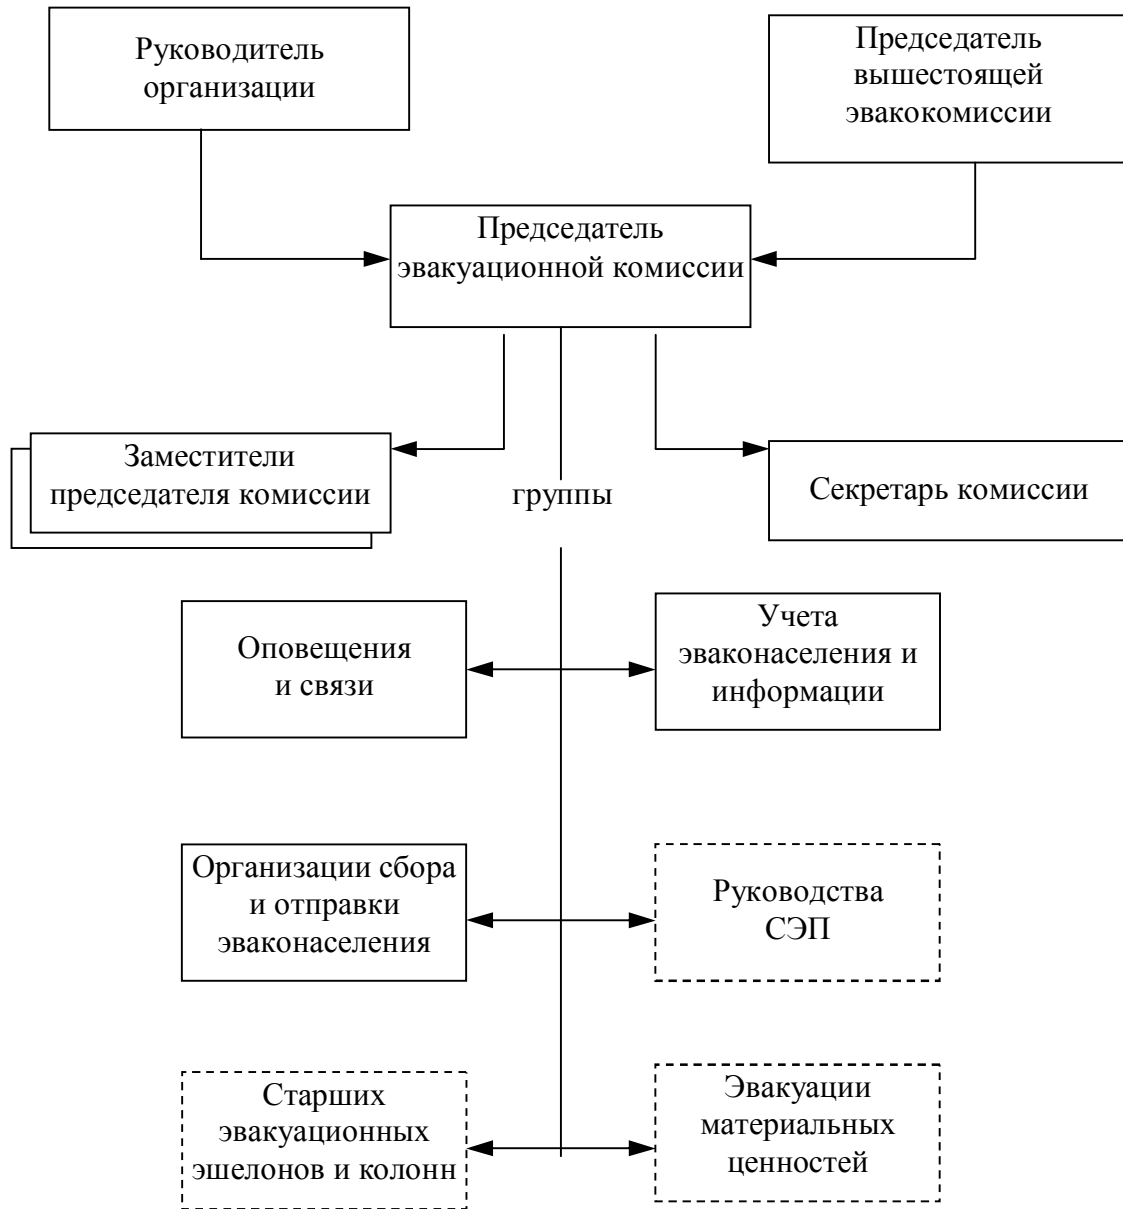 Руководитель
организации
Председатель
вышестоящей
эвакокомиссии
Председатель
эвакуационной комиссии
Заместители
председателя комиссии
группы
Секретарь комиссии
Оповещения
и связи
Учета
эваконаселения и
информации
Организации сбора
и отправки
эваконаселения
Руководства
СЭП
Старших
эвакуационных
эшелонов и колонн
Эвакуации
материальных
ценностей